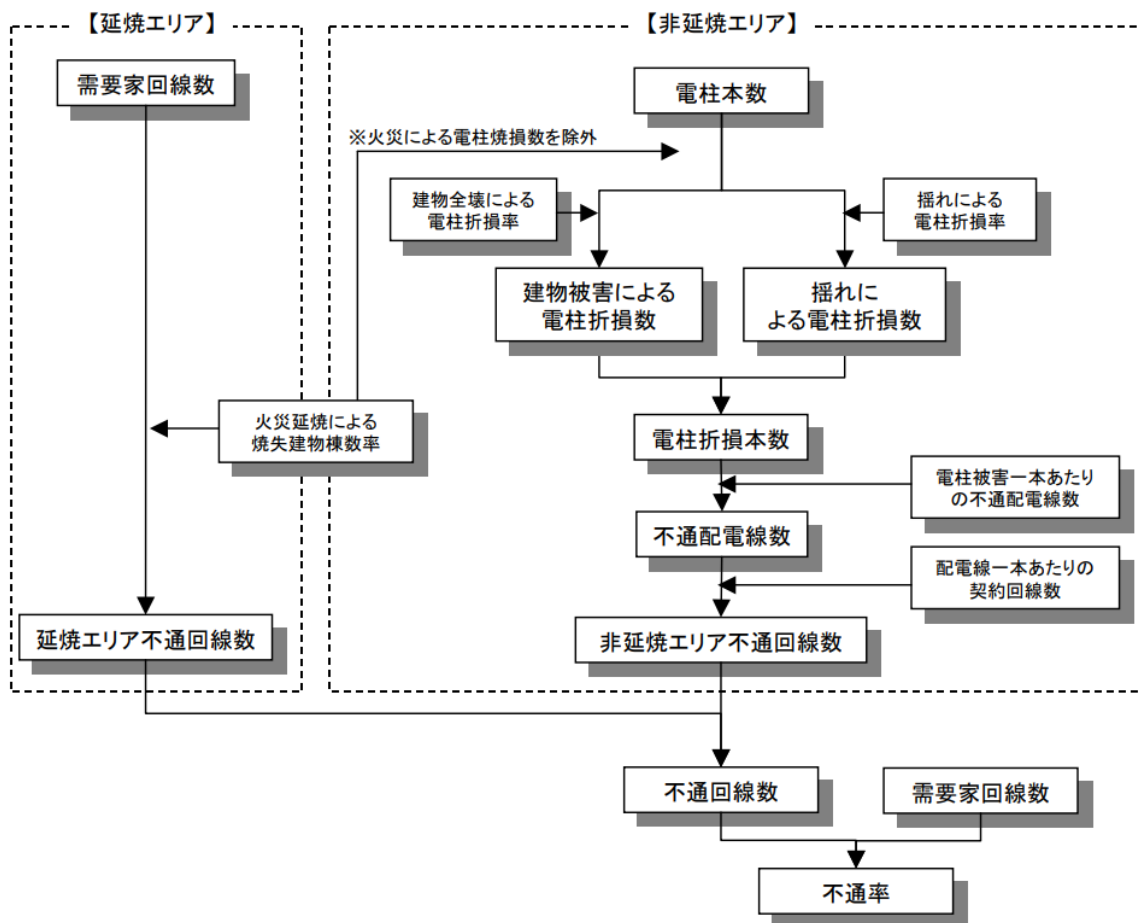 【延焼エリア】
【非延焼エリア】
需要家回線数
電柱本数
※火災による電柱焼損数を除外
建物全壊による
電柱折損率
揺れによる
電柱折損率
建物被害による
電柱折損数
揺れに
よる電柱折損数
火災延焼による
焼失建物棟数率
電柱折損本数
電柱被害一本あたり
の不通配電線数
不通配電線数
配電線一本あたりの
契約回線数
延焼エリア不通回線数
非延焼エリア不通回線数
不通回線数
需要家回線数
不通率